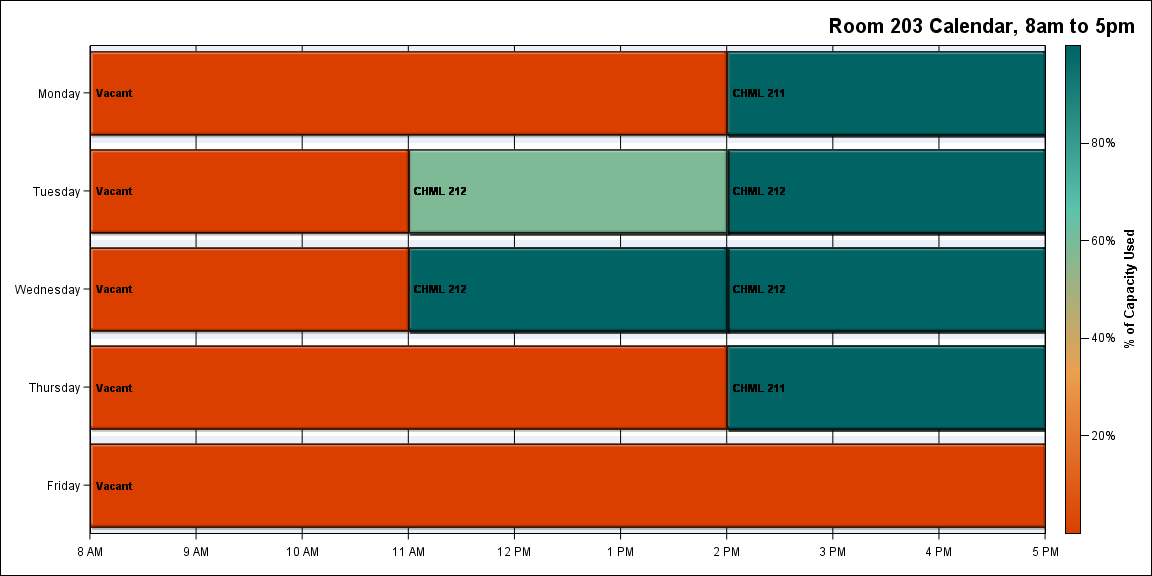 Room 203 Calendar, 8am to 5pm
Monday
Vacant
CHML 211
Tuesday
Vacant
CHML 212
CHML 212
Wednesday
Vacant
CHML 212
CHML 212
Thursday
Vacant
CHML 211
Friday
Vacant
8 AM
9 AM
10 AM
11 AM
12 PM
1 PM
2 PM
3 PM
4 PM
5 PM
80%
60%
40%
20%
% of Capacity Used